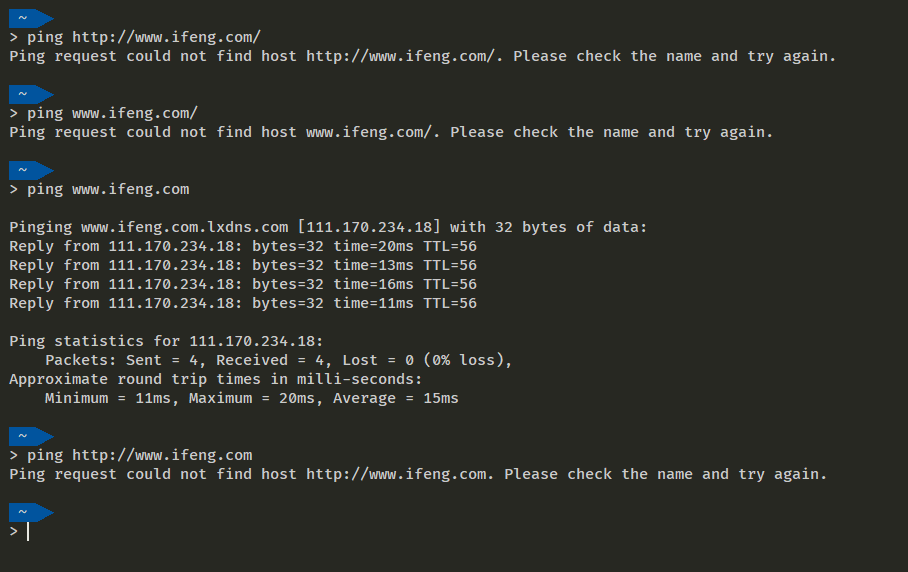 ~
> ping http://www.ifeng.com/
Ping request could not find host http://www.ifeng.com/. Please check the name and try again.
~
> ping www.ifeng.com/
Ping request could not find host www.ifeng.com/. Please check the name and try again.
~
> ping www.ifeng.com
Pinging www.ifeng.com.lxdns.com [111.170.234.18] with 32 bytes of data:
Reply from 111.170.234.18: bytes=32 time=20ms TTL=56
Reply from 111.170.234.18: bytes=32 time=13ms TTL=56
Reply from 111.170.234.18: bytes=32 time=16ms TTL=56
Reply from 111.170.234.18: bytes=32 time=11ms TTL=56
Ping statistics for 111.170.234.18:
    Packets: Sent = 4, Received = 4, Lost = 0 (0% loss),
Approximate round trip times in milli-seconds:
    Minimum = 11ms, Maximum = 20ms, Average = 15ms
~
> ping http://www.ifeng.com
Ping request could not find host http://www.ifeng.com. Please check the name and try again.
~
>